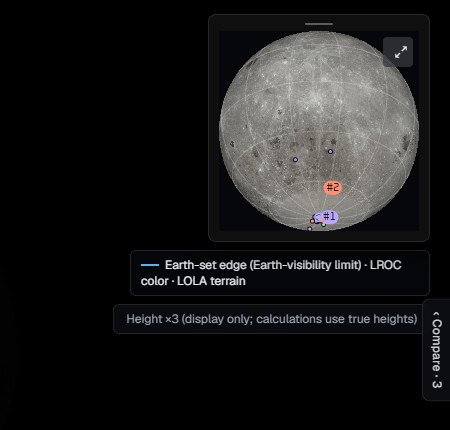 #2
#1
Earth-set edge (Earth-visibility limit) · LROC
color · LOLA terrain
Height ×3 (display only; calculations use true heights)
‹ Compare · 3